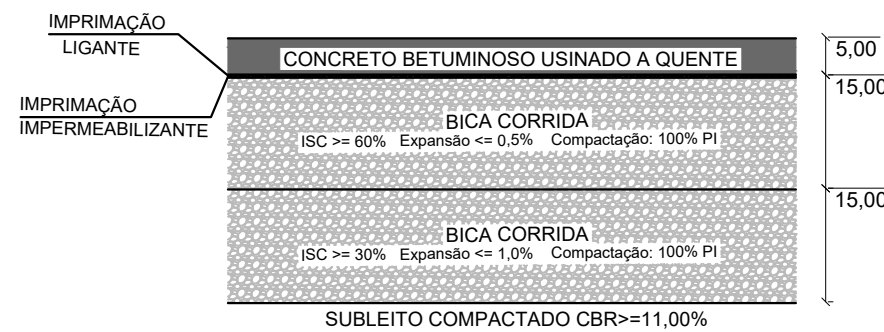 IMPRIMAÇÃO
LIGANTE
CONCRETO BETUMINOSO USINADO A QUENTE
5,00
15,00
IMPRIMAÇÃO
IMPERMEABILIZANTE
BICA CORRIDA
ISC >= 60% Expansão <= 0,5% Compactação: 100% PI
15,00
BICA CORRIDA
ISC >= 30% Expansão <= 1,0% Compactação: 100% PI
SUBLEITO COMPACTADO CBR>=11,00%